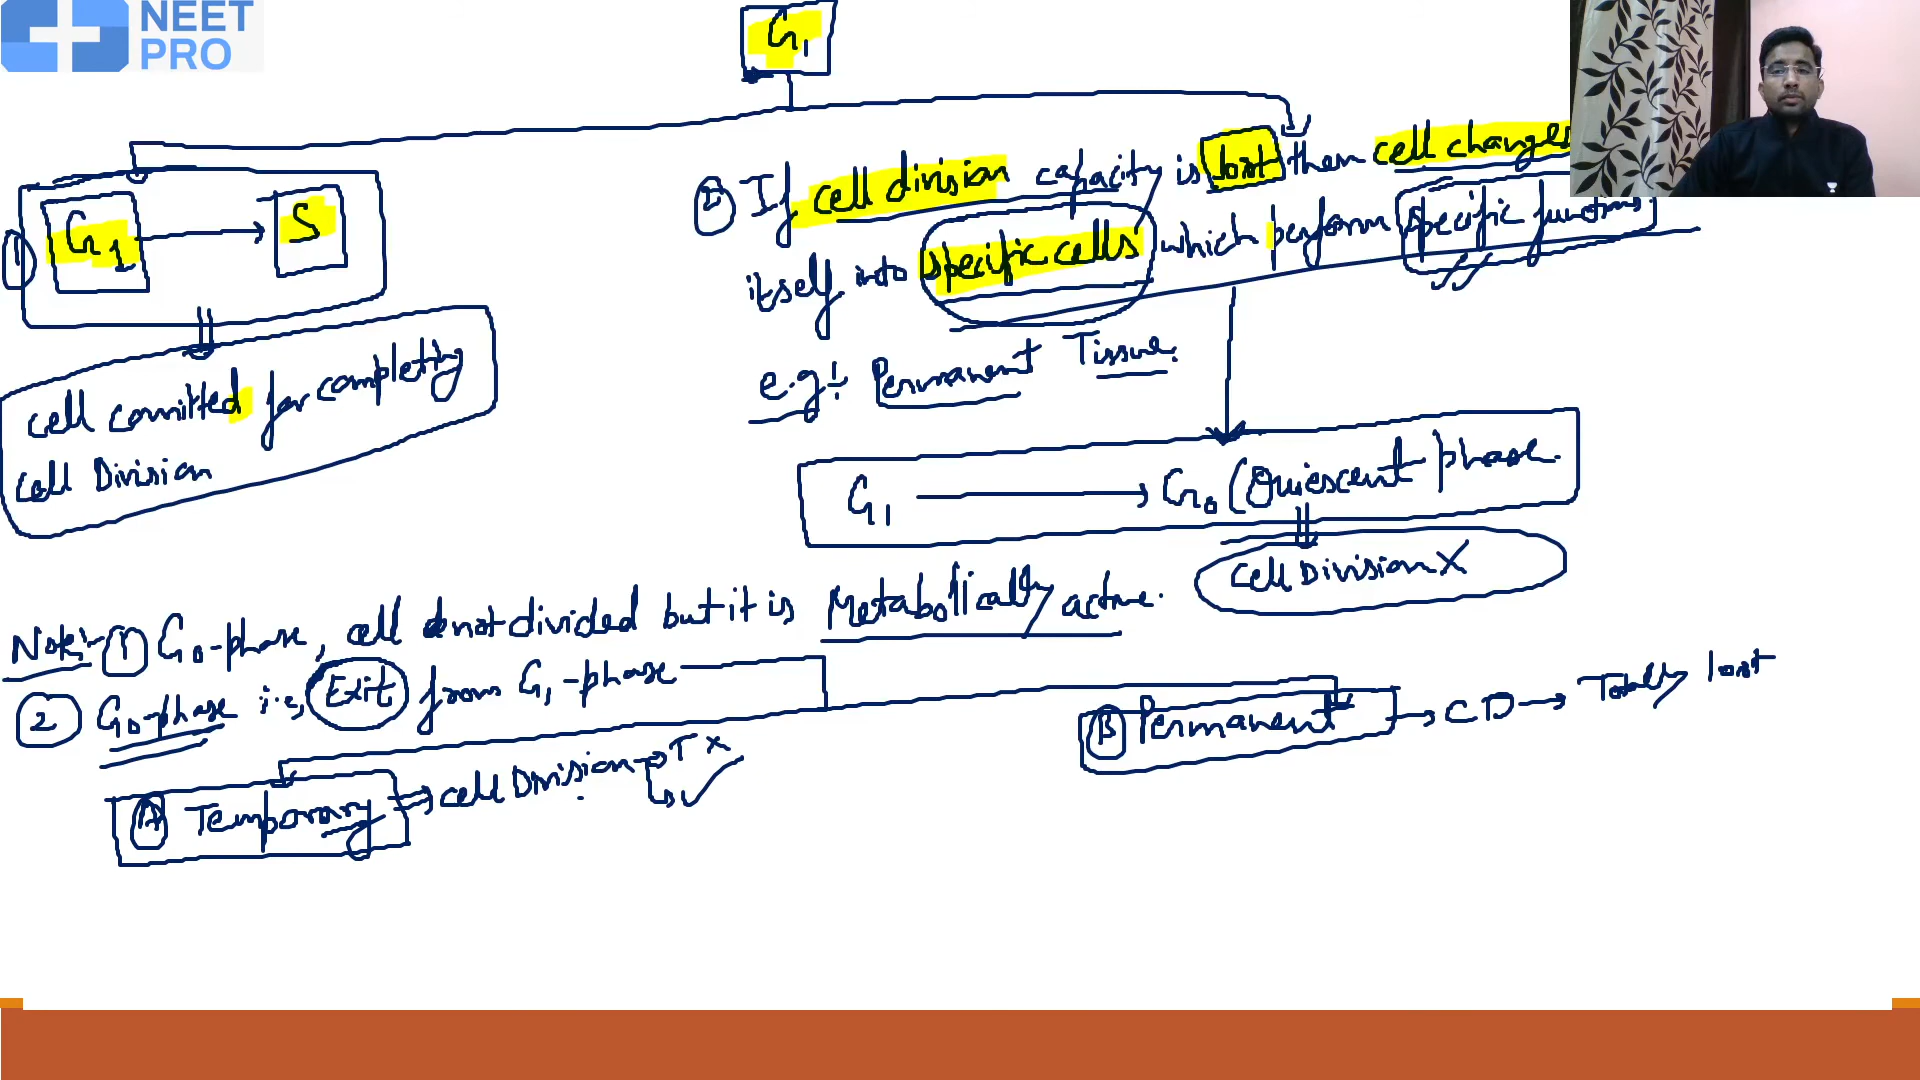 NEET
PRO
G1
① G1 → S
cell comitted for completing
cell Division
② If cell division capacity is lost then cell changes
itself into specific cells which perform specific functions.
e.g:- Permanent Tissue.
G1 → G0 (Quiescent phase
cell Division X
Note:- ① G0-phase, cell not divided but it is Metabolically active.
② G0-phase i.e, Exit from G1-phase
Ⓐ Temporary ⇒ cell Division → T X
Ⓑ Permanent → CD → Totally lost